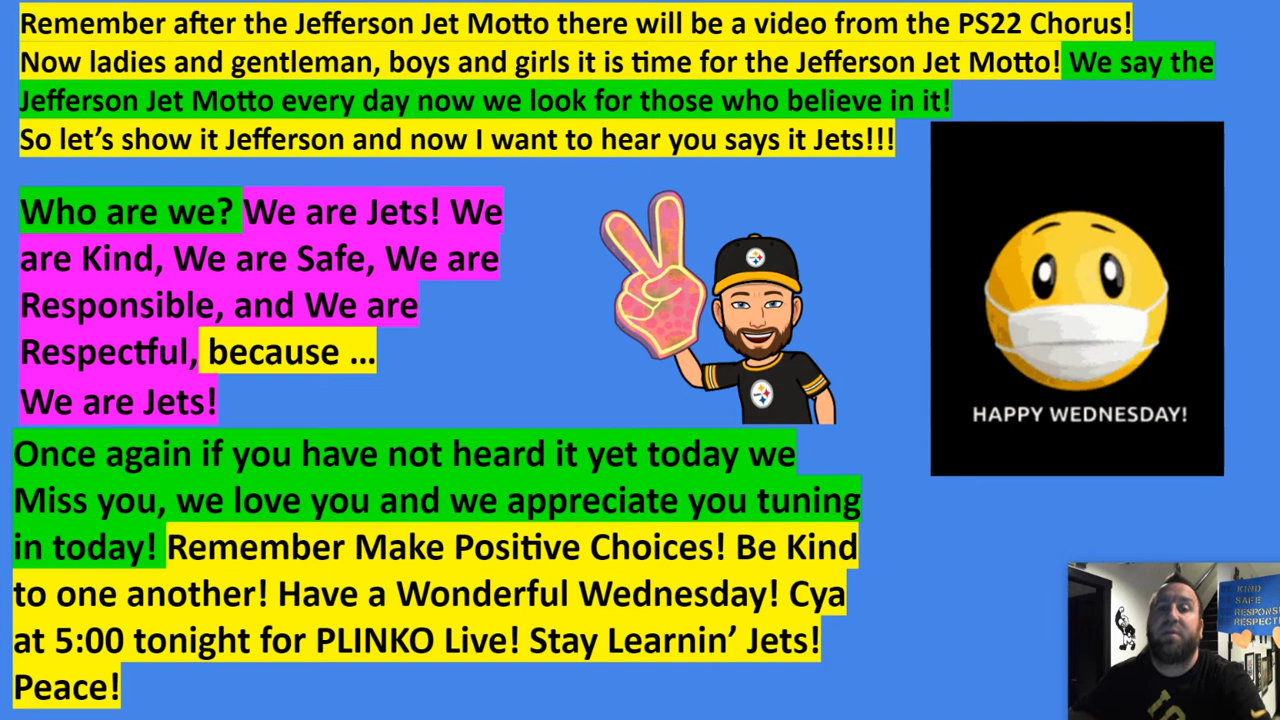 Remember after the Jefferson Jet Motto there will be a video from the PS22 Chorus!
Now ladies and gentleman, boys and girls it is time for the Jefferson Jet Motto! We say the
Jefferson Jet Motto every day now we look for those who believe in it!
So let's show it Jefferson and now I want to hear you says it Jets!!!
Who are we? We are Jets! We
are Kind, We are Safe, We are
Responsible, and We are
Respectful, because ...
We are Jets!
HAPPY WEDNESDAY!
Once again if you have not heard it yet today we
Miss you, we love you and we appreciate you tuning
in today! Remember Make Positive Choices! Be Kind
to one another! Have a Wonderful Wednesday! Cya
at 5:00 tonight for PLINKO Live! Stay Learnin' Jets!
Peace!
KIND
SAFE